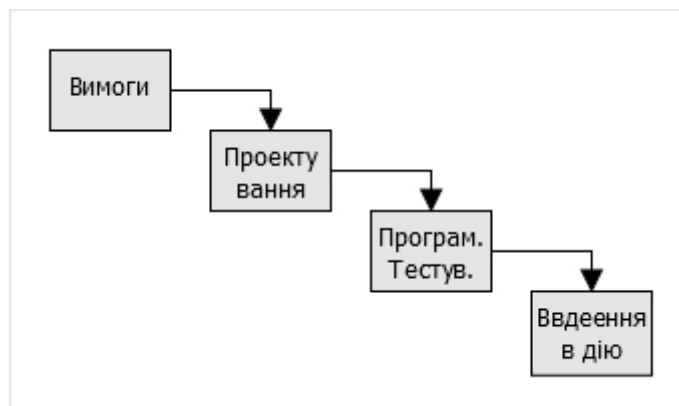 Вимоги
Проекту
вання
Програм.
Тестув.
Ввдеення
в дію